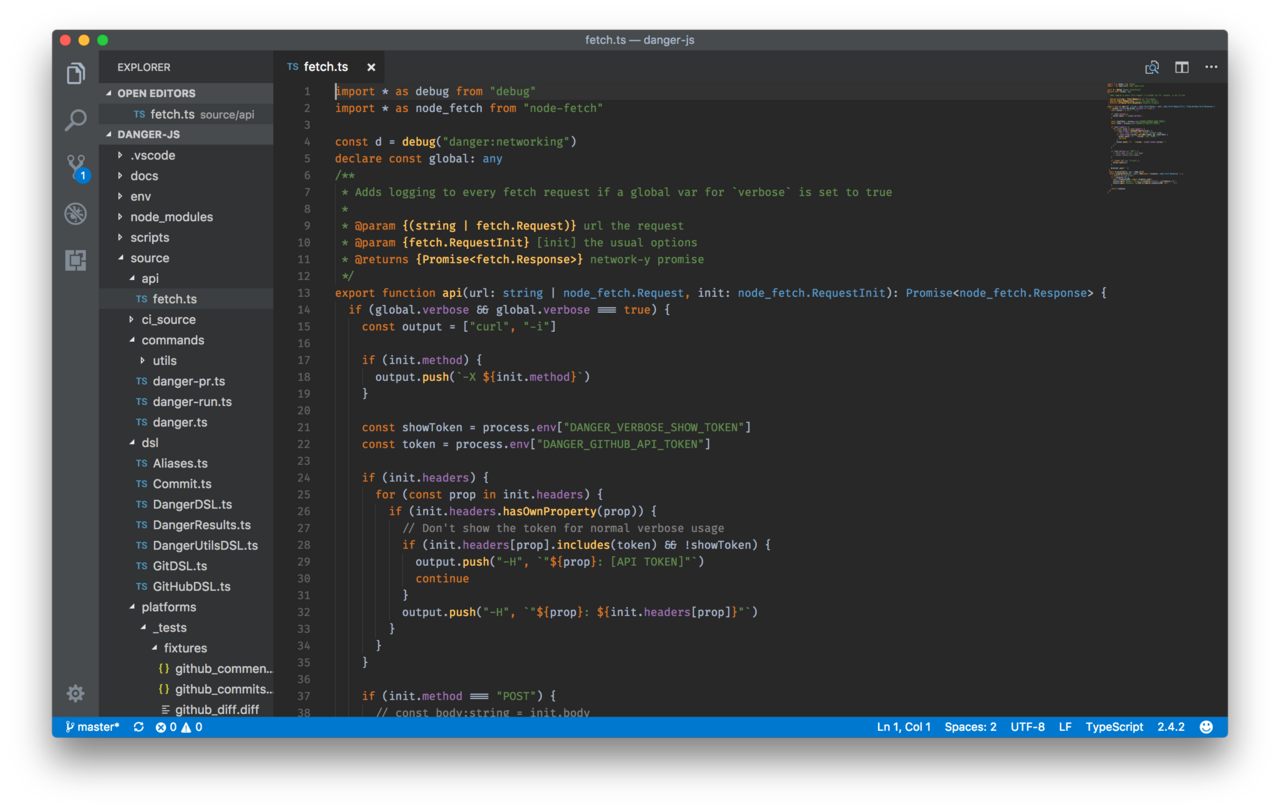 fetch.ts — danger-js
EXPLORER
OPEN EDITORS
TS fetch.ts source/api
DANGER-JS
.vscode
docs
env
node_modules
scripts
source
api
TS fetch.ts
ci_source
commands
utils
TS danger-pr.ts
TS danger-run.ts
TS danger.ts
dsl
TS Aliases.ts
TS Commit.ts
TS DangerDSL.ts
TS DangerResults.ts
TS DangerUtilsDSL.ts
TS GitDSL.ts
TS GitHubDSL.ts
platforms
_tests
fixtures
{} github_commen...
{} github_commits...
github_diff.diff
1
TS fetch.ts ×
1 import * as debug from "debug"
2 import * as node_fetch from "node-fetch"
3
4 const d = debug("danger:networking")
5 declare const global: any
6 /**
7 * Adds logging to every fetch request if a global var for `verbose` is set to true
8 *
9 * @param {(string | fetch.Request)} url the request
10 * @param {fetch.RequestInit} [init] the usual options
11 * @returns {Promise<fetch.Response>} network-y promise
12 */
13 export function api(url: string | node_fetch.Request, init: node_fetch.RequestInit): Promise<node_fetch.Response> {
14 if (global.verbose && global.verbose === true) {
15 const output = ["curl", "-i"]
16
17 if (init.method) {
18 output.push(`-X ${init.method}`)
19 }
20
21 const showToken = process.env["DANGER_VERBOSE_SHOW_TOKEN"]
22 const token = process.env["DANGER_GITHUB_API_TOKEN"]
23
24 if (init.headers) {
25 for (const prop in init.headers) {
26 if (init.headers.hasOwnProperty(prop)) {
27 // Don't show the token for normal verbose usage
28 if (init.headers[prop].includes(token) && !showToken) {
29 output.push("-H", `"${prop}: [API TOKEN]"`)
30 continue
31 }
32 output.push("-H", `"${prop}: ${init.headers[prop]}"`)
33 }
34 }
35 }
36
37 if (init.method === "POST") {
38 // const body:string = init.body
master* 0 0
Ln 1, Col 1 Spaces: 2 UTF-8 LF TypeScript 2.4.2